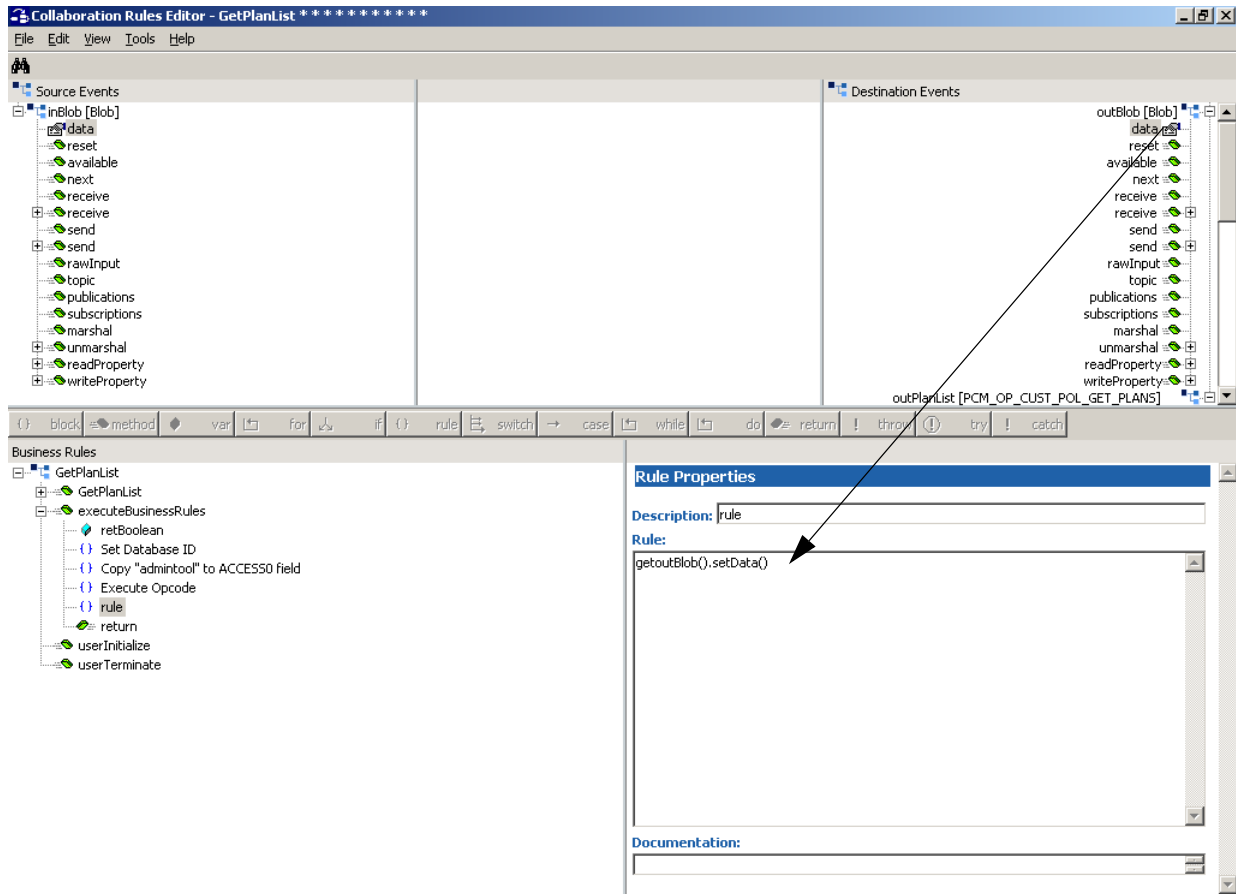 Collaboration Rules Editor - GetPlanList * * * * * * * * * * *
File Edit View Tools Help
Source Events
Destination Events
inBlob [Blob]
data
reset
available
next
receive
receive
send
send
rawInput
topic
publications
subscriptions
marshal
unmarshal
readProperty
writeProperty
outBlob [Blob]
data
reset
available
next
receive
receive
send
send
rawInput
topic
publications
subscriptions
marshal
unmarshal
readProperty
writeProperty
outPlanList [PCM_OP_CUST_POL_GET_PLANS]
block method var for if rule switch case while do return throw try catch
Business Rules
GetPlanList
GetPlanList
executeBusinessRules
retBoolean
Set Database ID
Copy "admintool" to ACCESS0 field
Execute Opcode
rule
return
userInitialize
userTerminate
Rule Properties
Description: rule
Rule:
getoutBlob().setData()
Documentation: